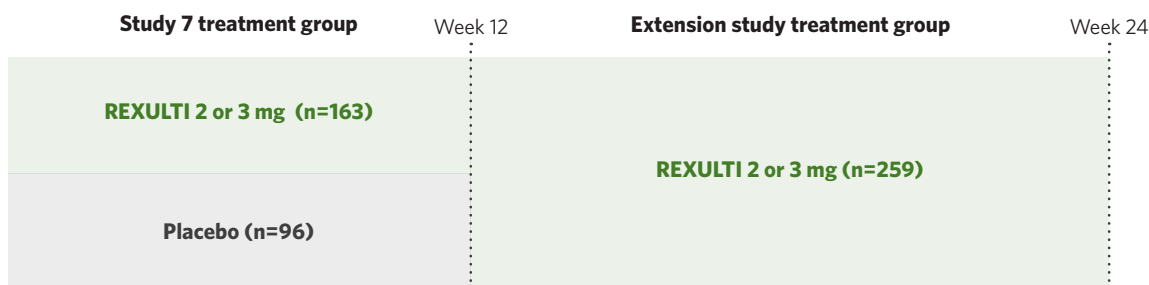 Study 7 treatment group
Week 12
Extension study treatment group
Week 24
REXULTI 2 or 3 mg (n=163)
REXULTI 2 or 3 mg (n=259)
Placebo (n=96)